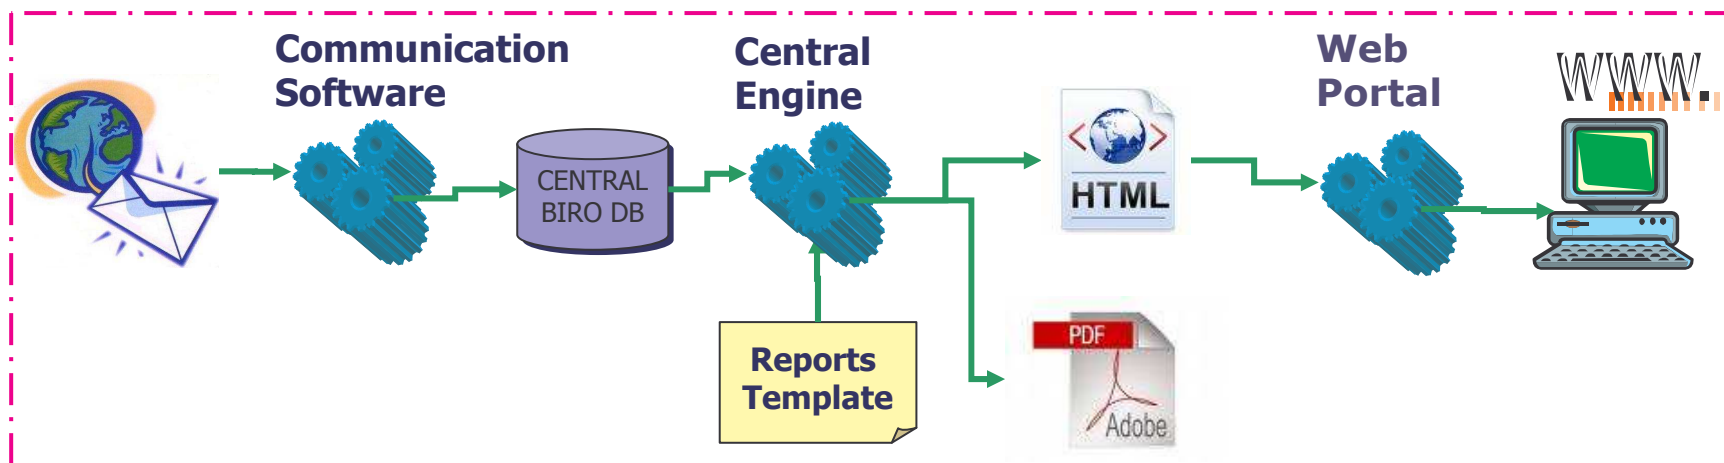 Communication
Software
Central
Engine
Web
Portal
WWW.
CENTRAL
BIRO DB
< >
HTML
Reports
Template
PDF
Adobe